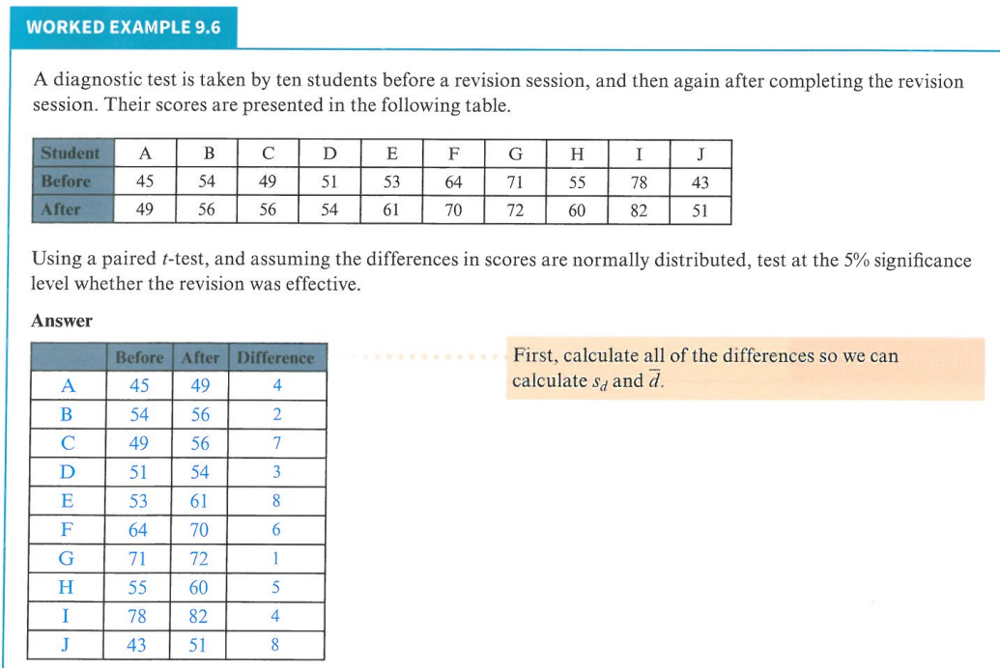 WORKED EXAMPLE 9.6
A diagnostic test is taken by ten students before a revision session, and then again after completing the revision
session. Their scores are presented in the following table.
Student A B C D E F G H I J
Before 45 54 49 51 53 64 71 55 78 43
After 49 56 56 54 61 70 72 60 82 51
Using a paired t-test, and assuming the differences in scores are normally distributed, test at the 5% significance
level whether the revision was effective.
Answer
Before After Difference
A 45 49 4
B 54 56 2
C 49 56 7
D 51 54 3
E 53 61 8
F 64 70 6
G 71 72 1
H 55 60 5
I 78 82 4
J 43 51 8
First, calculate all of the differences so we can
calculate s_d and d̅.